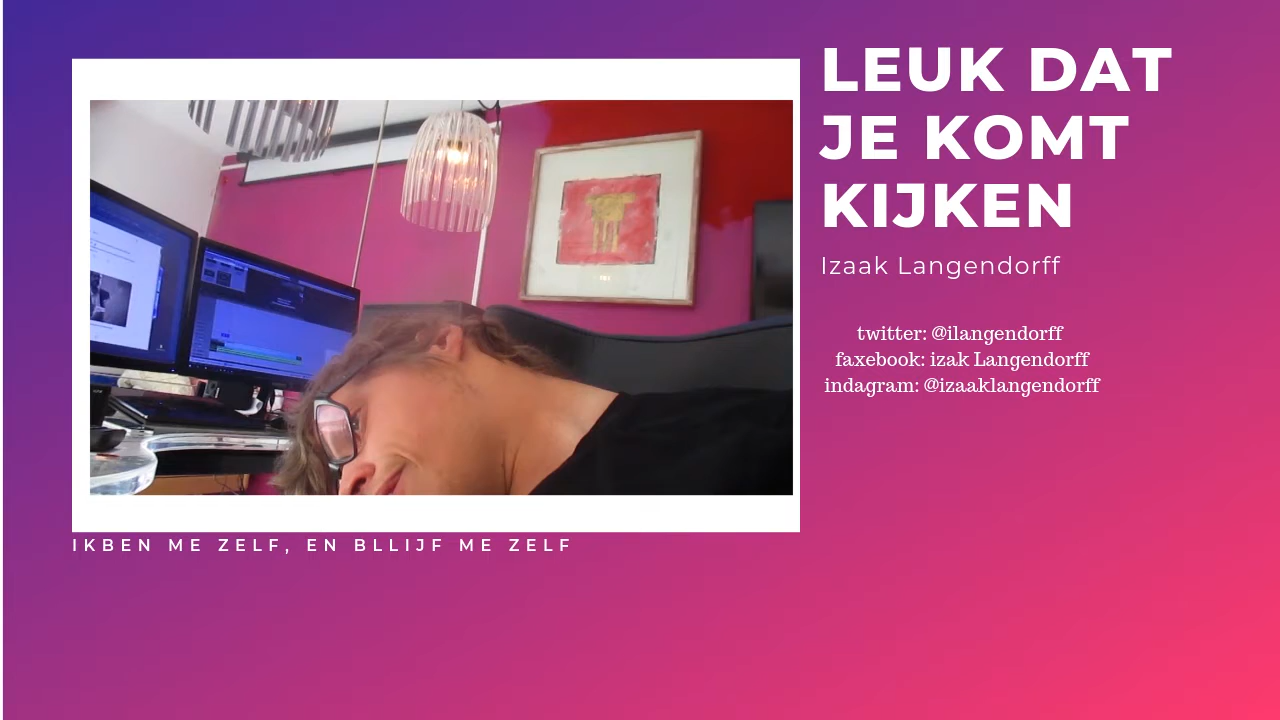 LEUK DAT
JE KOMT
KIJKEN
Izaak Langendorff
twitter: @ilangendorff
faxebook: izak Langendorff
indagram: @izaaklangendorff
IKBEN ME ZELF, EN BLLIJF ME ZELF